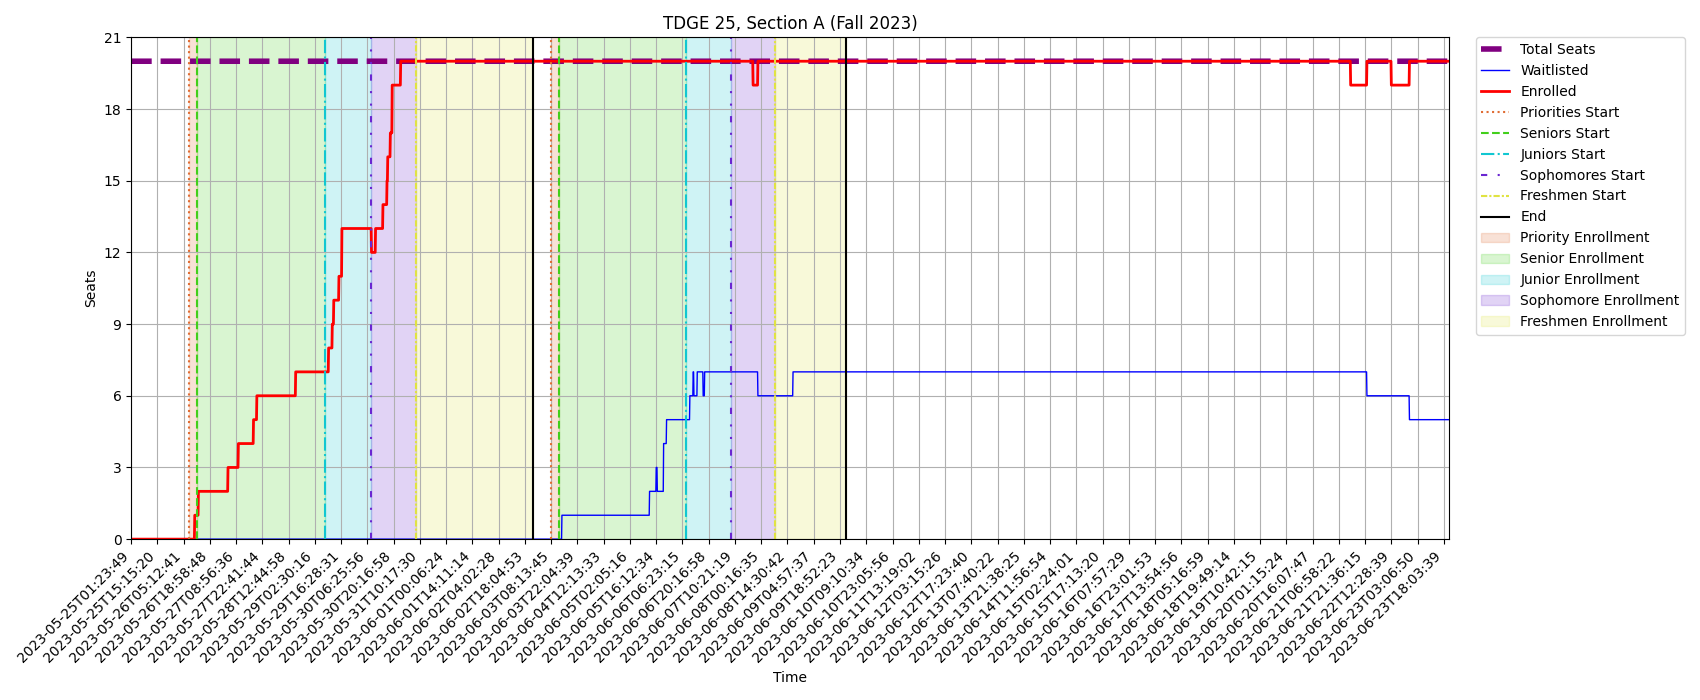 TDGE 25, Section A (Fall 2023)
21
18
15
12
9
6
3
0
Seats
2023-05-25T01:23:49
2023-05-25T15:15:20
2023-05-26T05:12:41
2023-05-26T18:58:48
2023-05-27T08:56:36
2023-05-27T22:41:44
2023-05-28T12:44:58
2023-05-29T02:30:16
2023-05-29T16:28:31
2023-05-30T06:25:56
2023-05-30T20:16:58
2023-05-31T10:17:30
2023-06-01T00:06:24
2023-06-01T14:11:14
2023-06-02T04:02:28
2023-06-02T18:04:53
2023-06-03T08:13:45
2023-06-03T22:04:39
2023-06-04T12:13:33
2023-06-05T02:05:16
2023-06-05T16:12:34
2023-06-06T06:23:15
2023-06-06T20:16:58
2023-06-07T10:21:19
2023-06-08T00:16:35
2023-06-08T14:30:42
2023-06-09T04:57:37
2023-06-09T18:52:23
2023-06-10T09:10:34
2023-06-10T23:05:56
2023-06-11T13:19:02
2023-06-12T03:15:26
2023-06-12T17:23:40
2023-06-13T07:40:22
2023-06-13T21:38:25
2023-06-14T11:56:54
2023-06-15T02:24:01
2023-06-15T17:13:20
2023-06-16T07:57:29
2023-06-16T23:01:53
2023-06-17T13:54:56
2023-06-18T05:16:59
2023-06-18T19:49:14
2023-06-19T10:42:15
2023-06-20T01:15:24
2023-06-20T16:07:47
2023-06-21T06:58:22
2023-06-21T21:36:15
2023-06-22T12:28:39
2023-06-23T03:06:50
2023-06-23T18:03:39
Time
Total Seats
Waitlisted
Enrolled
Priorities Start
Seniors Start
Juniors Start
Sophomores Start
Freshmen Start
End
Priority Enrollment
Senior Enrollment
Junior Enrollment
Sophomore Enrollment
Freshmen Enrollment